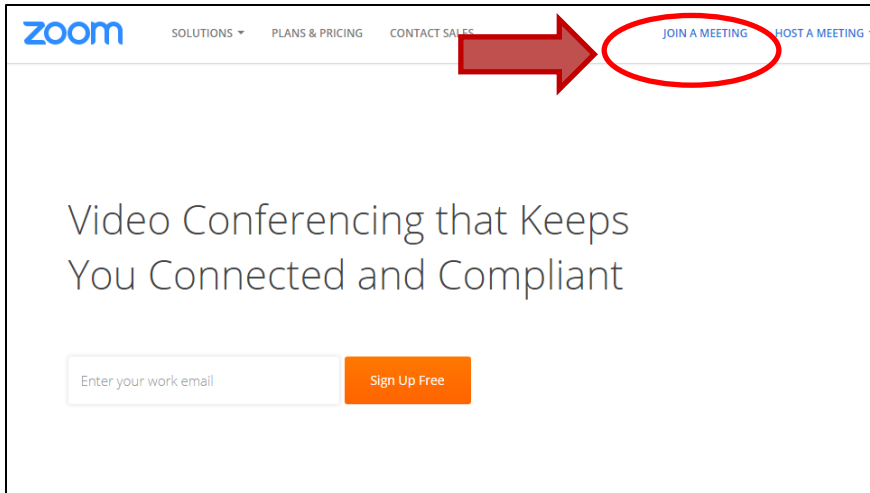 zoom SOLUTIONS PLANS & PRICING CONTACT SALES JOIN A MEETING HOST A MEETING
Video Conferencing that Keeps
You Connected and Compliant
Enter your work email Sign Up Free